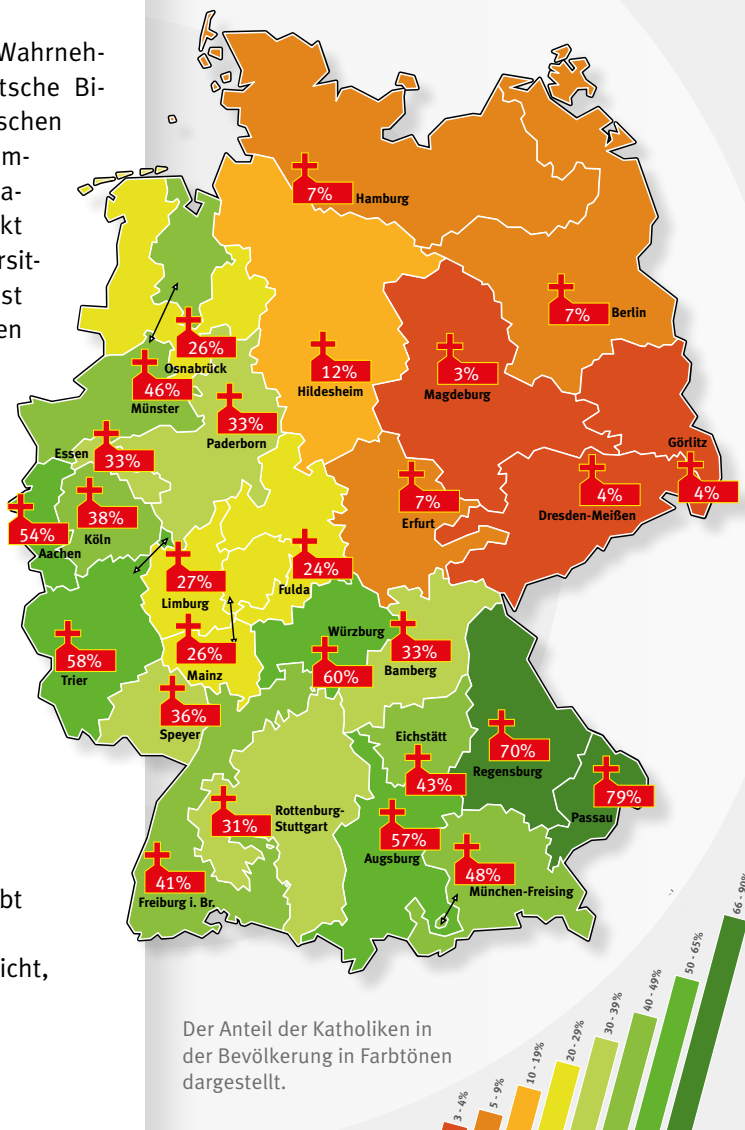 Wahrneh-
tsche Bi-
schen
m-
a-
kt
rsit-
st
en
7%
Hamburg
7%
Berlin
26%
Osnabrück
12%
Hildesheim
3%
Magdeburg
46%
Münster
33%
Paderborn
Essen
33%
Görlitz
4%
7%
Erfurt
4%
Dresden-Meißen
38%
Köln
54%
Aachen
27%
Limburg
24%
Fulda
58%
Trier
26%
Mainz
Würzburg
60%
33%
Bamberg
36%
Speyer
Eichstätt
43%
70%
Regensburg
79%
Passau
31%
Rottenburg-
Stuttgart
57%
Augsburg
48%
München-Freising
41%
Freiburg i. Br.
bt
icht,
Der Anteil der Katholiken in
der Bevölkerung in Farbtönen
dargestellt.
3 - 4%
5 - 9%
10 - 19%
20 - 29%
30 - 39%
40 - 49%
50 - 65%
66 - 90%